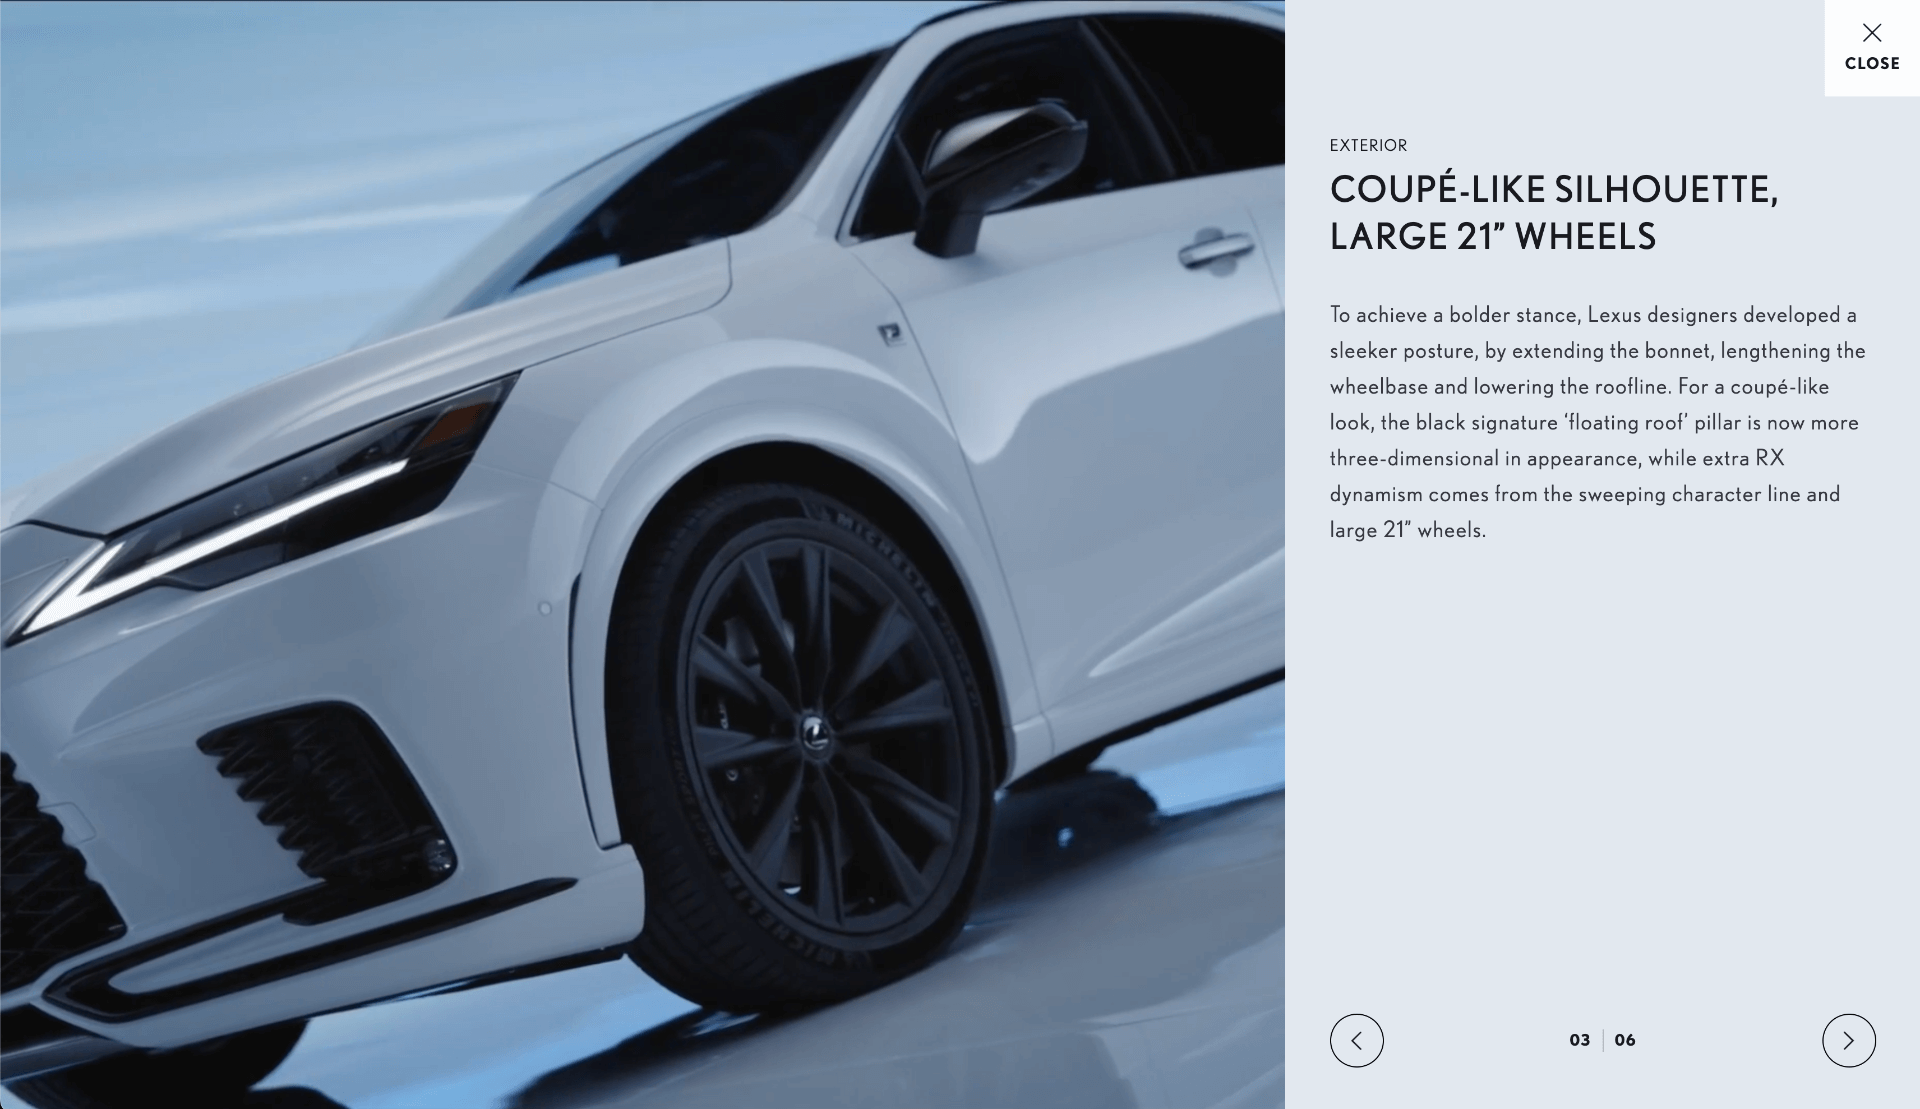 CLOSE
EXTERIOR
COUPÉ-LIKE SILHOUETTE,
LARGE 21” WHEELS
To achieve a bolder stance, Lexus designers developed a
sleeker posture, by extending the bonnet, lengthening the
wheelbase and lowering the roofline. For a coupé-like
look, the black signature ‘floating roof’ pillar is now more
three-dimensional in appearance, while extra RX
dynamism comes from the sweeping character line and
large 21” wheels.
03 | 06
MICHELIN
MICHELIN